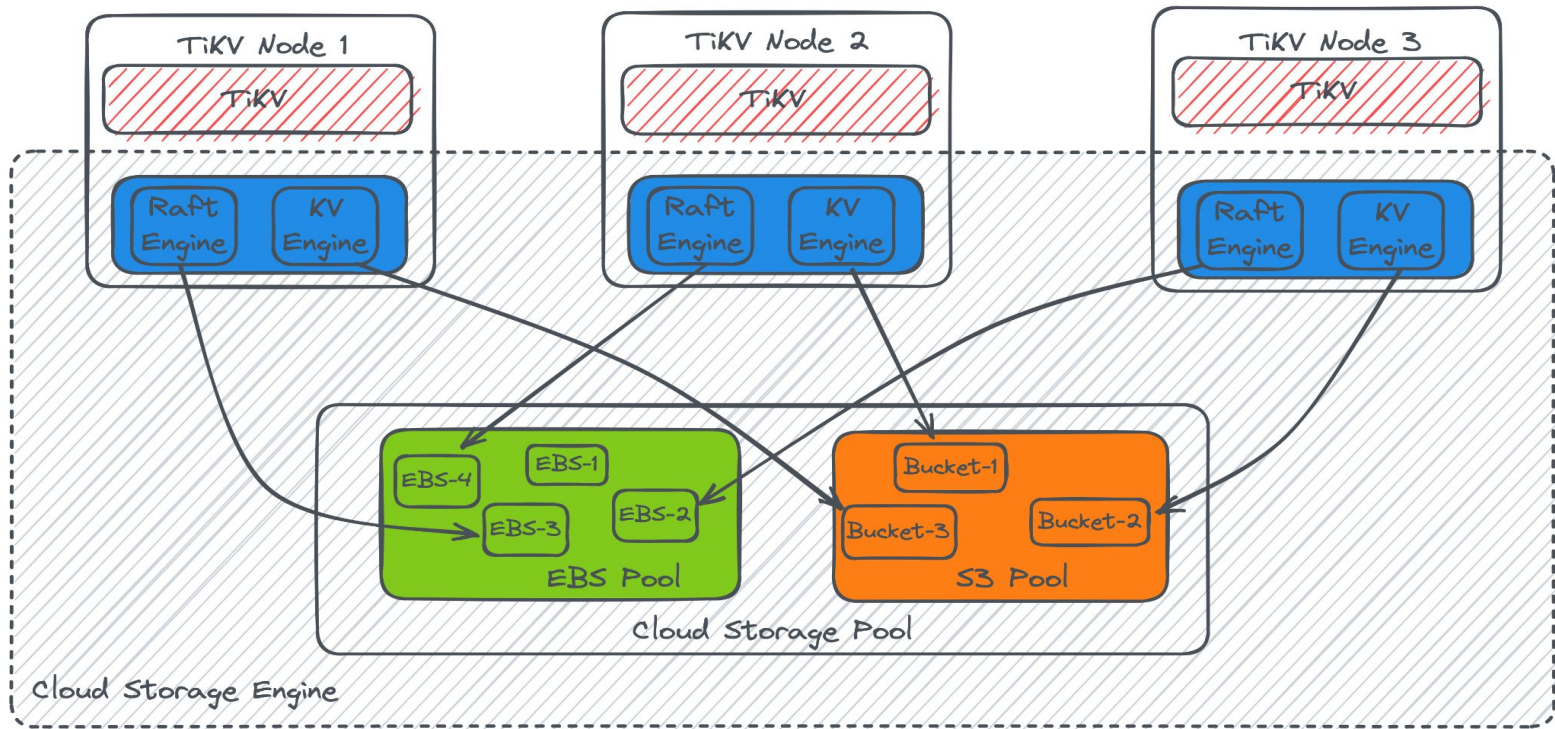 TiKV Node 1
TiKV Node 2
TiKV Node 3
TiKV
TiKV
TiKV
Raft
Engine
KV
Engine
Raft
Engine
KV
Engine
Raft
Engine
KV
Engine
EBS-4
EBS-1
EBS-3
EBS-2
EBS Pool
Bucket-1
Bucket-3
Bucket-2
S3 Pool
Cloud Storage Pool
Cloud Storage Engine